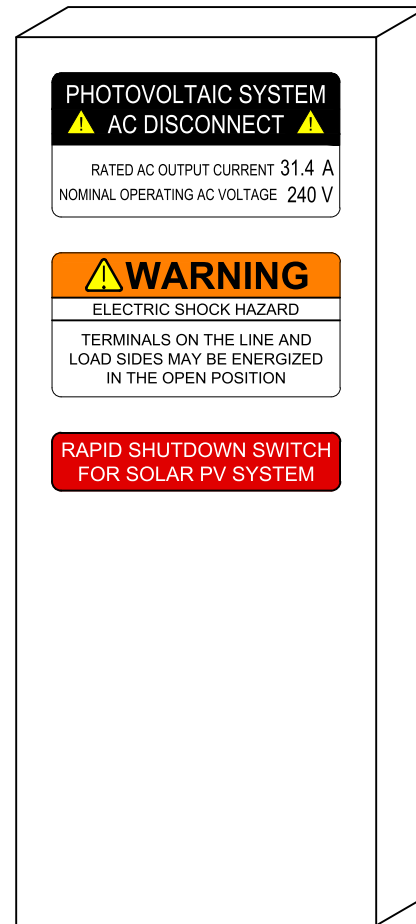 PHOTOVOLTAIC SYSTEM
AC DISCONNECT
RATED AC OUTPUT CURRENT 31.4 A
NOMINAL OPERATING AC VOLTAGE 240 V
WARNING
ELECTRIC SHOCK HAZARD
TERMINALS ON THE LINE AND
LOAD SIDES MAY BE ENERGIZED
IN THE OPEN POSITION
RAPID SHUTDOWN SWITCH
FOR SOLAR PV SYSTEM